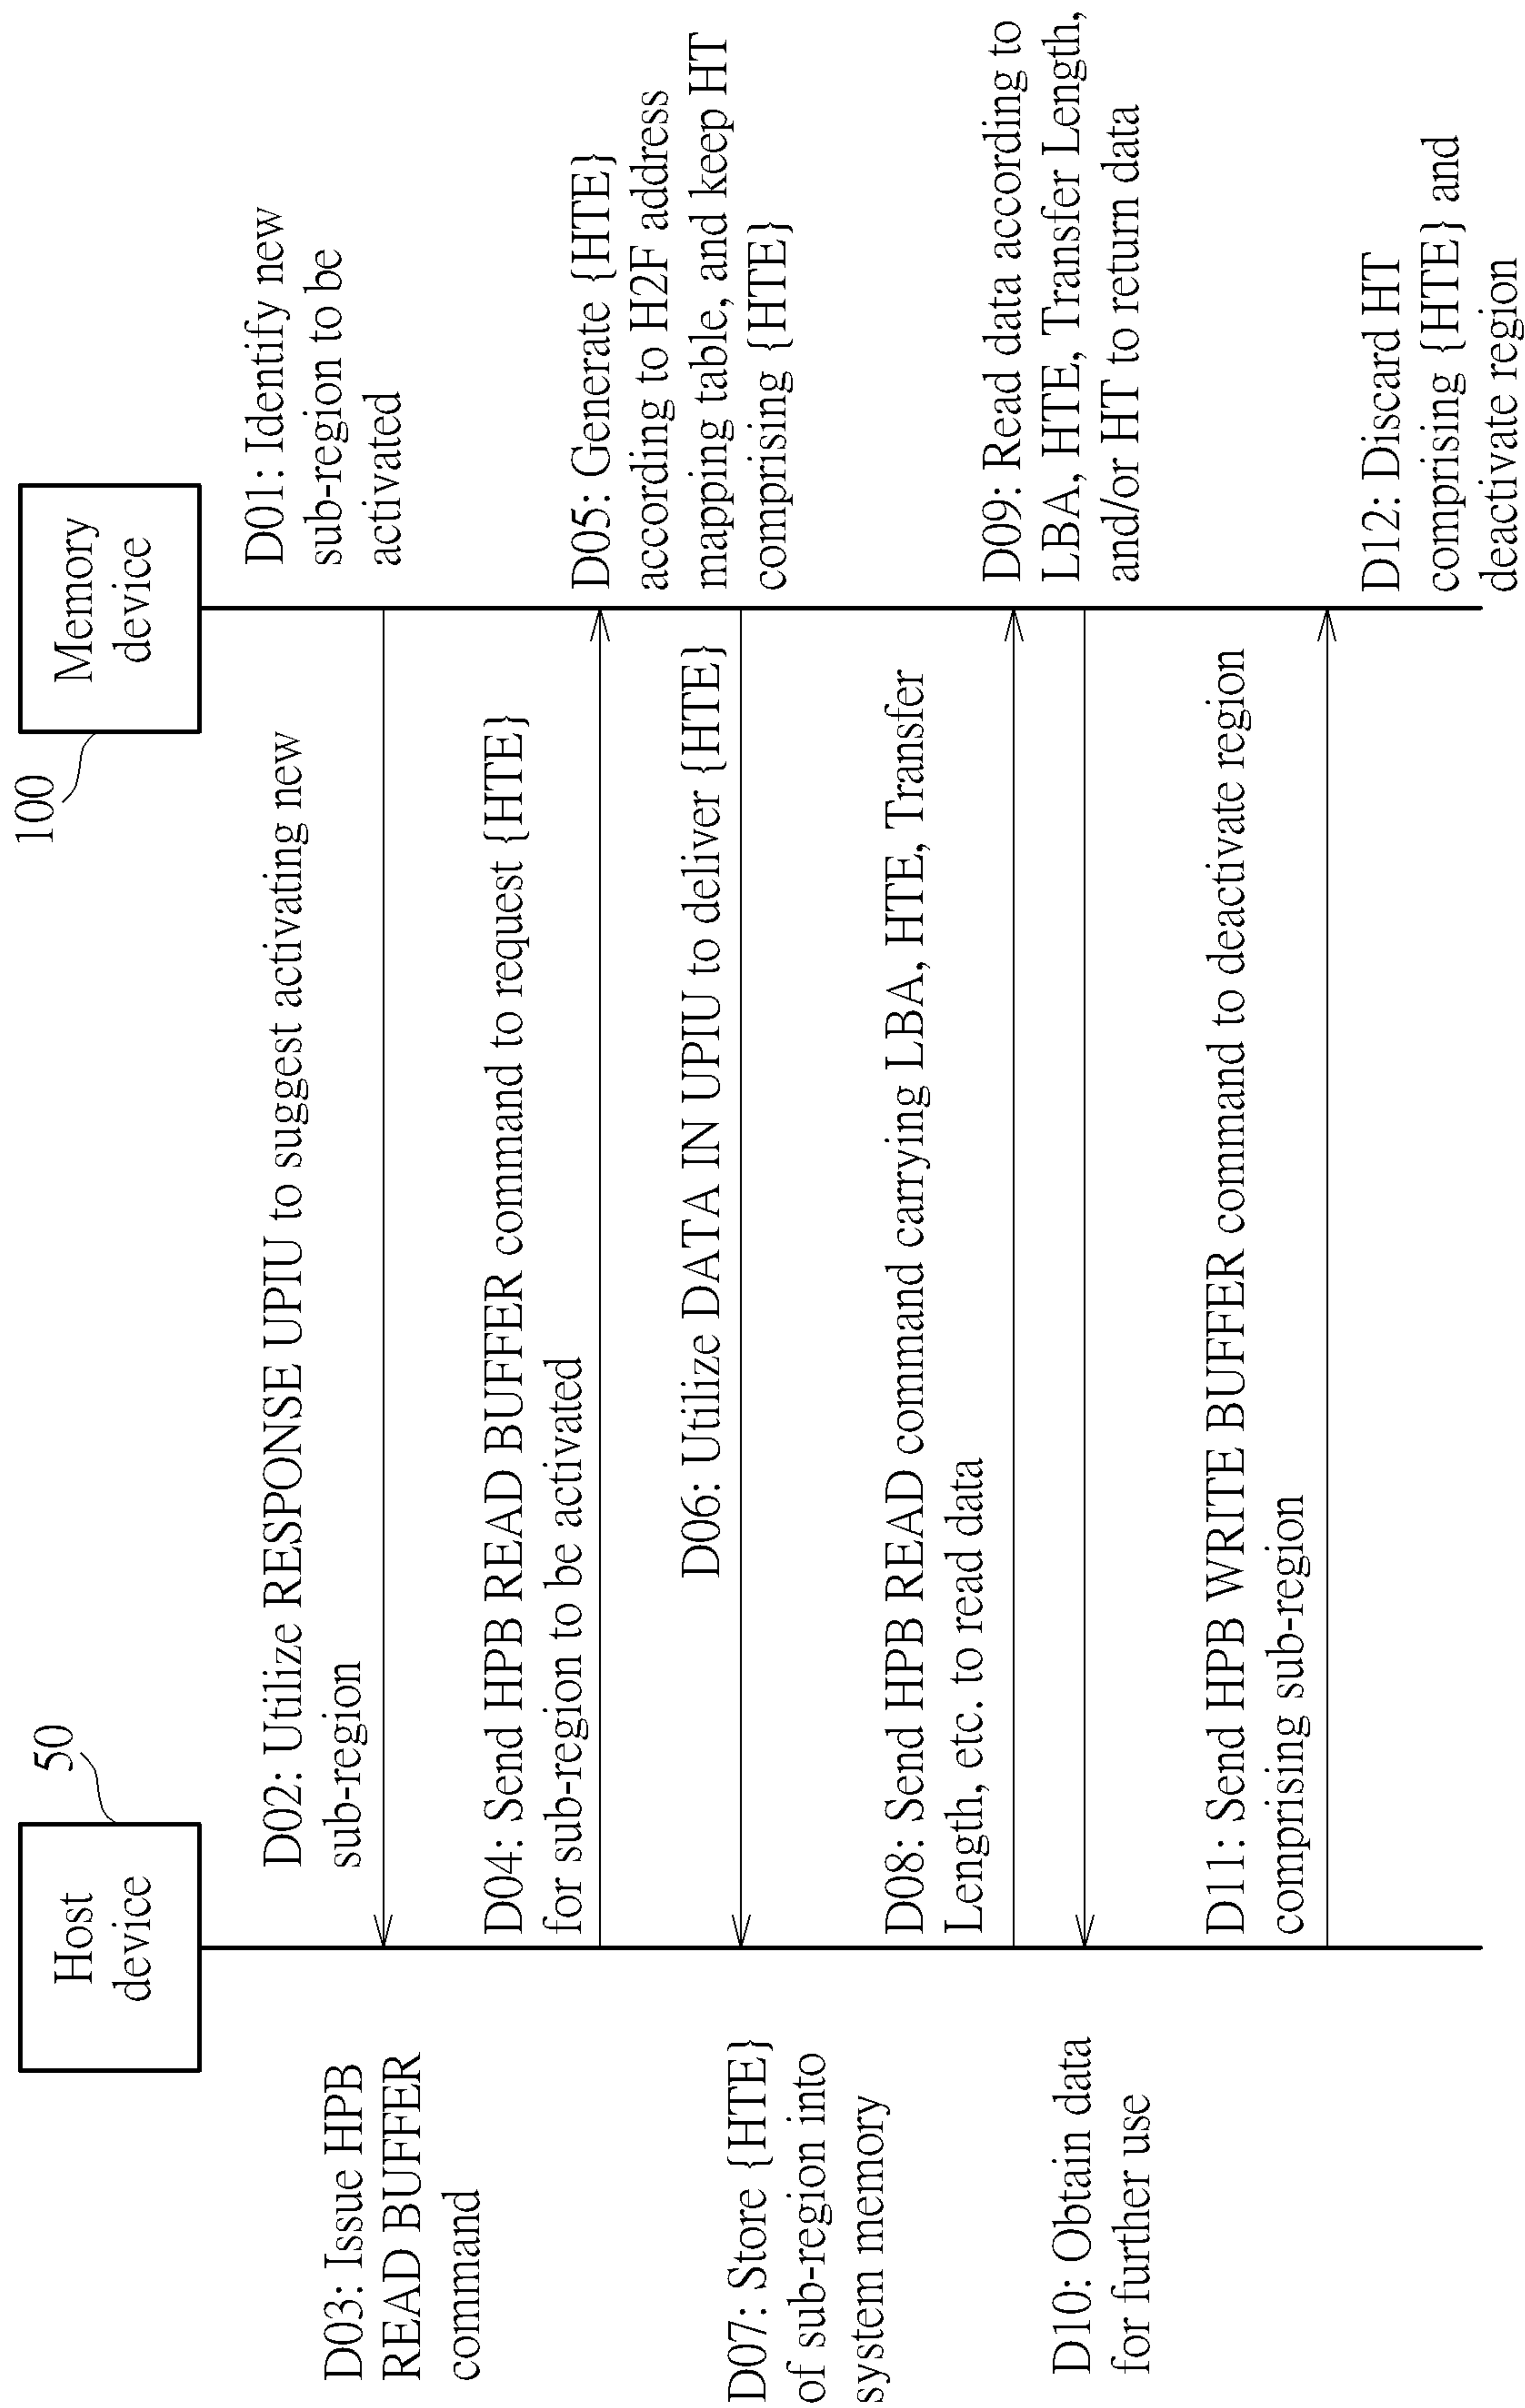 Host
device
50
Memory
device
100
D01: Identify new
sub-region to be
activated
D02: Utilize RESPONSE UPIU to suggest activating new
sub-region
D03: Issue HPB
READ BUFFER
command
D04: Send HPB READ BUFFER command to request {HTE}
for sub-region to be activated
D05: Generate {HTE}
according to H2F address
mapping table, and keep HT
comprising {HTE}
D06: Utilize DATA IN UPIU to deliver {HTE}
D07: Store {HTE}
of sub-region into
system memory
D08: Send HPB READ command carrying LBA, HTE, Transfer
Length, etc. to read data
D09: Read data according to
LBA, HTE, Transfer Length,
and/or HT to return data
D10: Obtain data
for further use
D11: Send HPB WRITE BUFFER command to deactivate region
comprising sub-region
D12: Discard HT
comprising {HTE} and
deactivate region